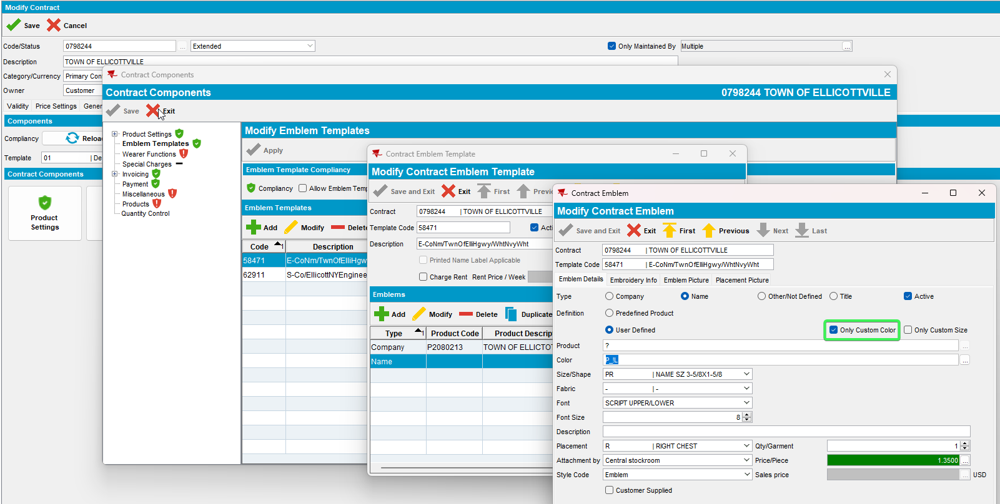 Modify Contract
Save Cancel
Code/Status 0798244 ... Extended Only Maintained By Multiple ...
Description TOWN OF ELLICOTTVILLE
Category/Currency Primary Con
Owner Customer
Validity Price Settings Gener
Components
Compliancy Reloa
Template 01 | De
Contract Components
Product
Settings
Contract Components
Contract Components 0798244 TOWN OF ELLICOTTVILLE
Save Exit
Product Settings
Emblem Templates
Wearer Functions
Special Charges
Invoicing
Payment
Miscellaneous
Products
Quantity Control
Modify Emblem Templates
Apply
Emblem Template Compliancy
Compliancy Allow Emblem Temp
Emblem Templates
Add Modify Delete
Code 1 Description
58471 E-CoNm/TwnOfElliHgw
62911 S-Co/EllicottNYEnginee
Contract Emblem Template
Modify Contract Emblem Template
Save and Exit Exit First Previ
Contract 0798244 | TOWN OF ELLICOTTVILLE
Template Code 58471 Acti
Description E-CoNm/TwnOfElliHgwy/WhtNvyWht
Printed Name Label Applicable
Charge Rent Rent Price / Week
Emblems
Add Modify Delete Duplicate
Type 1 Product Code Product Descrip
Company P2080213 TOWN OF ELLICTOT
Name
Contract Emblem
Modify Contract Emblem
Save and Exit Exit First Previous Next Last
Contract 0798244 | TOWN OF ELLICOTTVILLE
Template Code 58471 | E-CoNm/TwnOfElliHgwy/WhtNvyWht
Emblem Details Embroidery Info Emblem Picture Placement Picture
Type Company Name Other/Not Defined Title Active
Definition Predefined Product
User Defined Only Custom Color Only Custom Size
Product ? ...
Color P_!L ...
Size/Shape PR | NAME SZ 3-5/8X1-5/8
Fabric - | -
Font SCRIPT UPPER/LOWER
Font Size 8
Description
Placement R | RIGHT CHEST Qty/Garment 1
Attachment by Central stockroom Price/Piece 1.3500 ...
Style Code Emblem Sales price ... USD
Customer Supplied